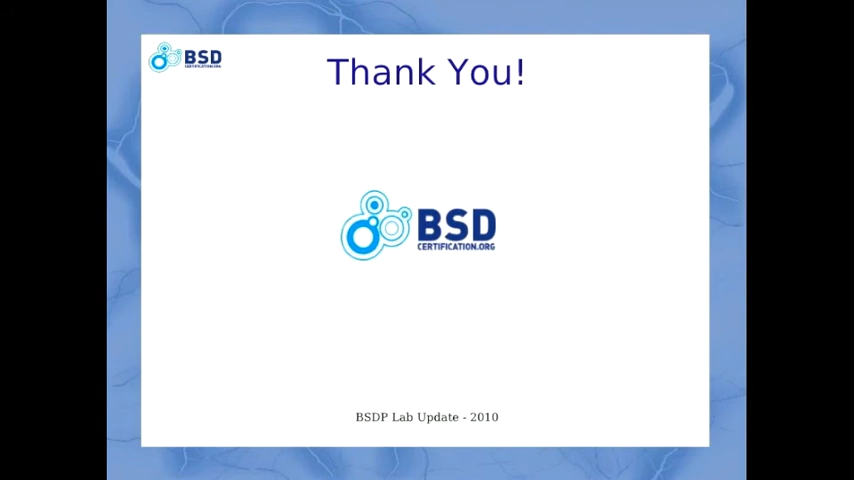 BSD
CERTIFICATION.ORG
Thank You!
BSD
CERTIFICATION.ORG
BSDP Lab Update - 2010